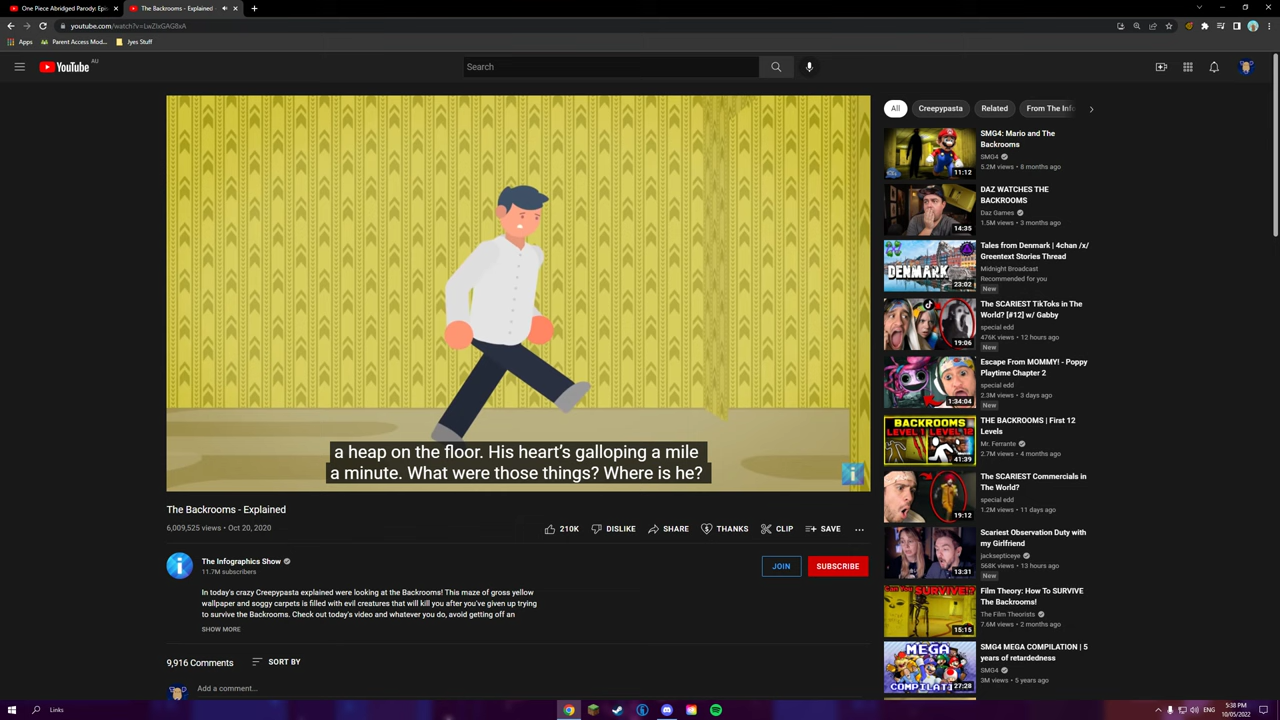 One Piece Abridged Parody: Epi
The Backrooms - Explained
youtube.com/watch?v=LwZIxGAG8xA
Apps
Parent Access Mod...
Jyes Stuff
YouTube
AU
Search
a heap on the floor. His heart's galloping a mile
a minute. What were those things? Where is he?
The Backrooms - Explained
6,009,525 views • Oct 20, 2020
210K
DISLIKE
SHARE
THANKS
CLIP
SAVE
The Infographics Show
11.7M subscribers
JOIN
SUBSCRIBE
In today's crazy Creepypasta explained were looking at the Backrooms! This maze of gross yellow
wallpaper and soggy carpets is filled with evil creatures that will kill you after you've given up trying
to survive the Backrooms. Check out today's video and whatever you do, avoid getting off an
SHOW MORE
9,916 Comments
SORT BY
Add a comment...
All
Creepypasta
Related
From The Info
SMG4: Mario and The
Backrooms
SMG4
5.2M views • 8 months ago
11:12
DAZ WATCHES THE
BACKROOMS
Daz Games
1.5M views • 3 months ago
14:35
Tales from Denmark | 4chan /x/
Greentext Stories Thread
Midnight Broadcast
Recommended for you
New
DENMARK
23:02
The SCARIEST TikToks in The
World? [#12] w/ Gabby
special edd
476K views • 12 hours ago
New
19:06
Escape From MOMMY! - Poppy
Playtime Chapter 2
special edd
2.3M views • 3 days ago
New
1:34:04
THE BACKROOMS | First 12
Levels
Mr. Ferrante
2.7M views • 4 months ago
BACKROOMS
LEVEL 1 LEVEL 12
41:39
The SCARIEST Commercials in
The World?
special edd
1.2M views • 11 days ago
19:12
Scariest Observation Duty with
my Girlfriend
jacksepticeye
568K views • 13 hours ago
New
13:31
Film Theory: How To SURVIVE
The Backrooms!
The Film Theorists
7.6M views • 2 months ago
SURVIVE?
15:15
SMG4 MEGA COMPILATION | 5
years of retardedness
SMG4
3M views • 5 years ago
MEGA
COMPILATION
27:28
Links
ENG
5:38 PM
10/05/2022